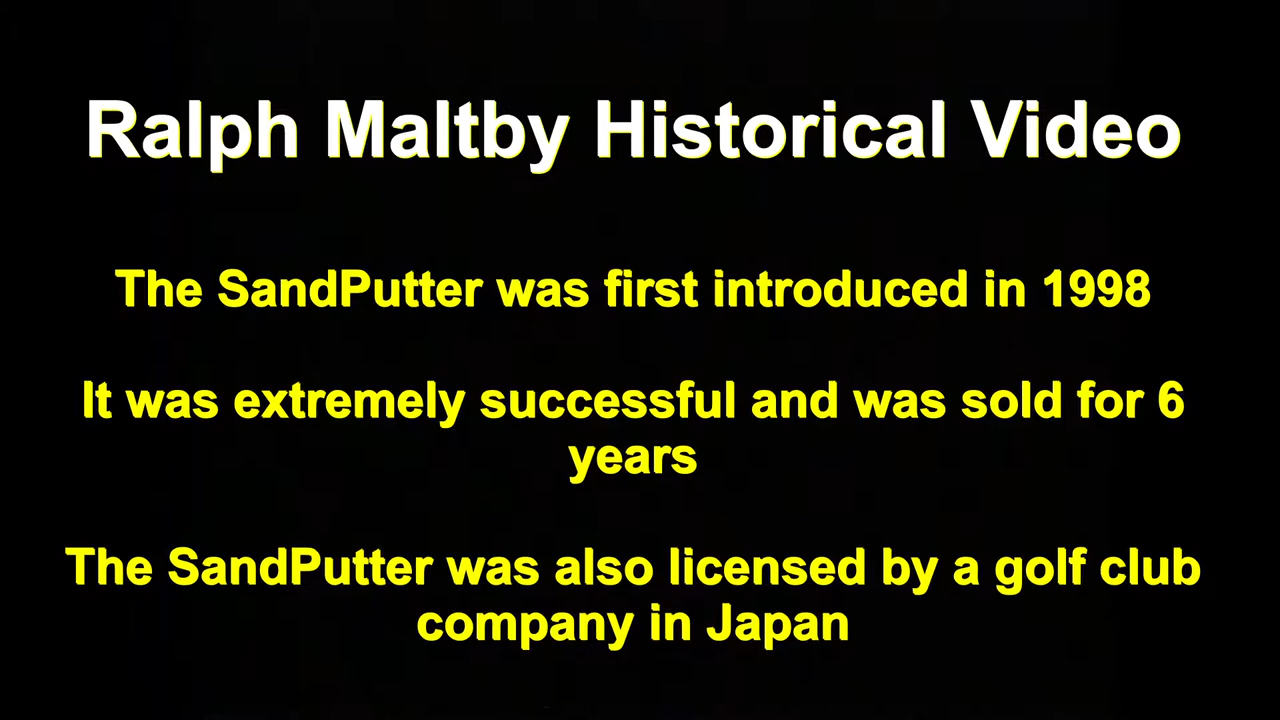 Ralph Maltby Historical Video
The SandPutter was first introduced in 1998
It was extremely successful and was sold for 6
years
The SandPutter was also licensed by a golf club
company in Japan